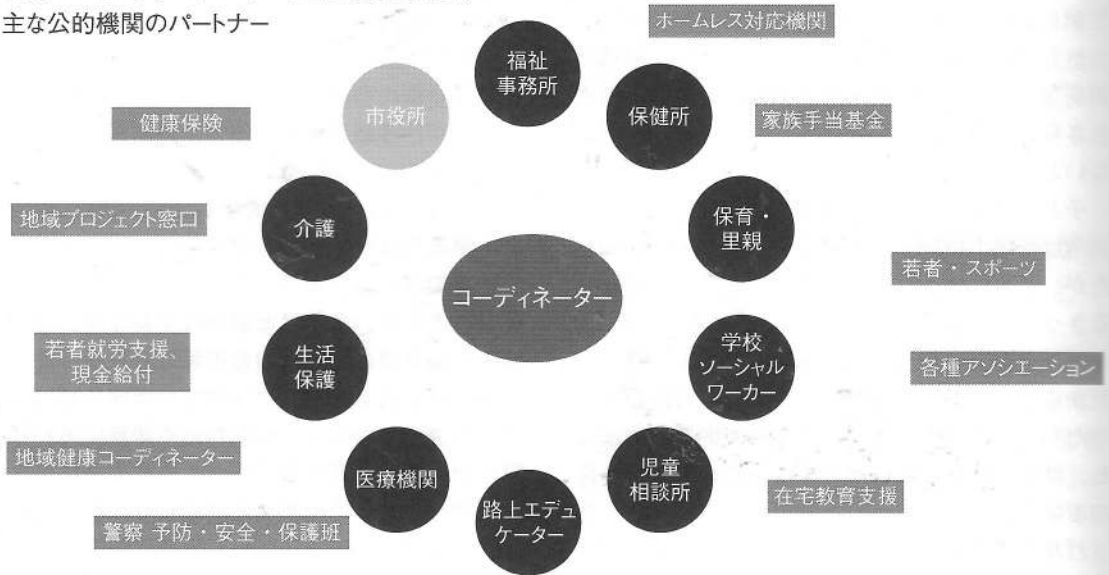 主な公的機関のパートナー
ホームレス対応機関
福祉
事務所
市役所
保健所
健康保険
家族手当基金
地域プロジェクト窓口
介護
保育・
里親
コーディネーター
若者・スポーツ
若者就労支援、
現金給付
生活
保護
学校
ソーシャル
ワーカー
各種アソシエーション
地域健康コーディネーター
医療機関
児童
相談所
在宅教育支援
路上エデュ
ケーター
警察 予防・安全・保護班